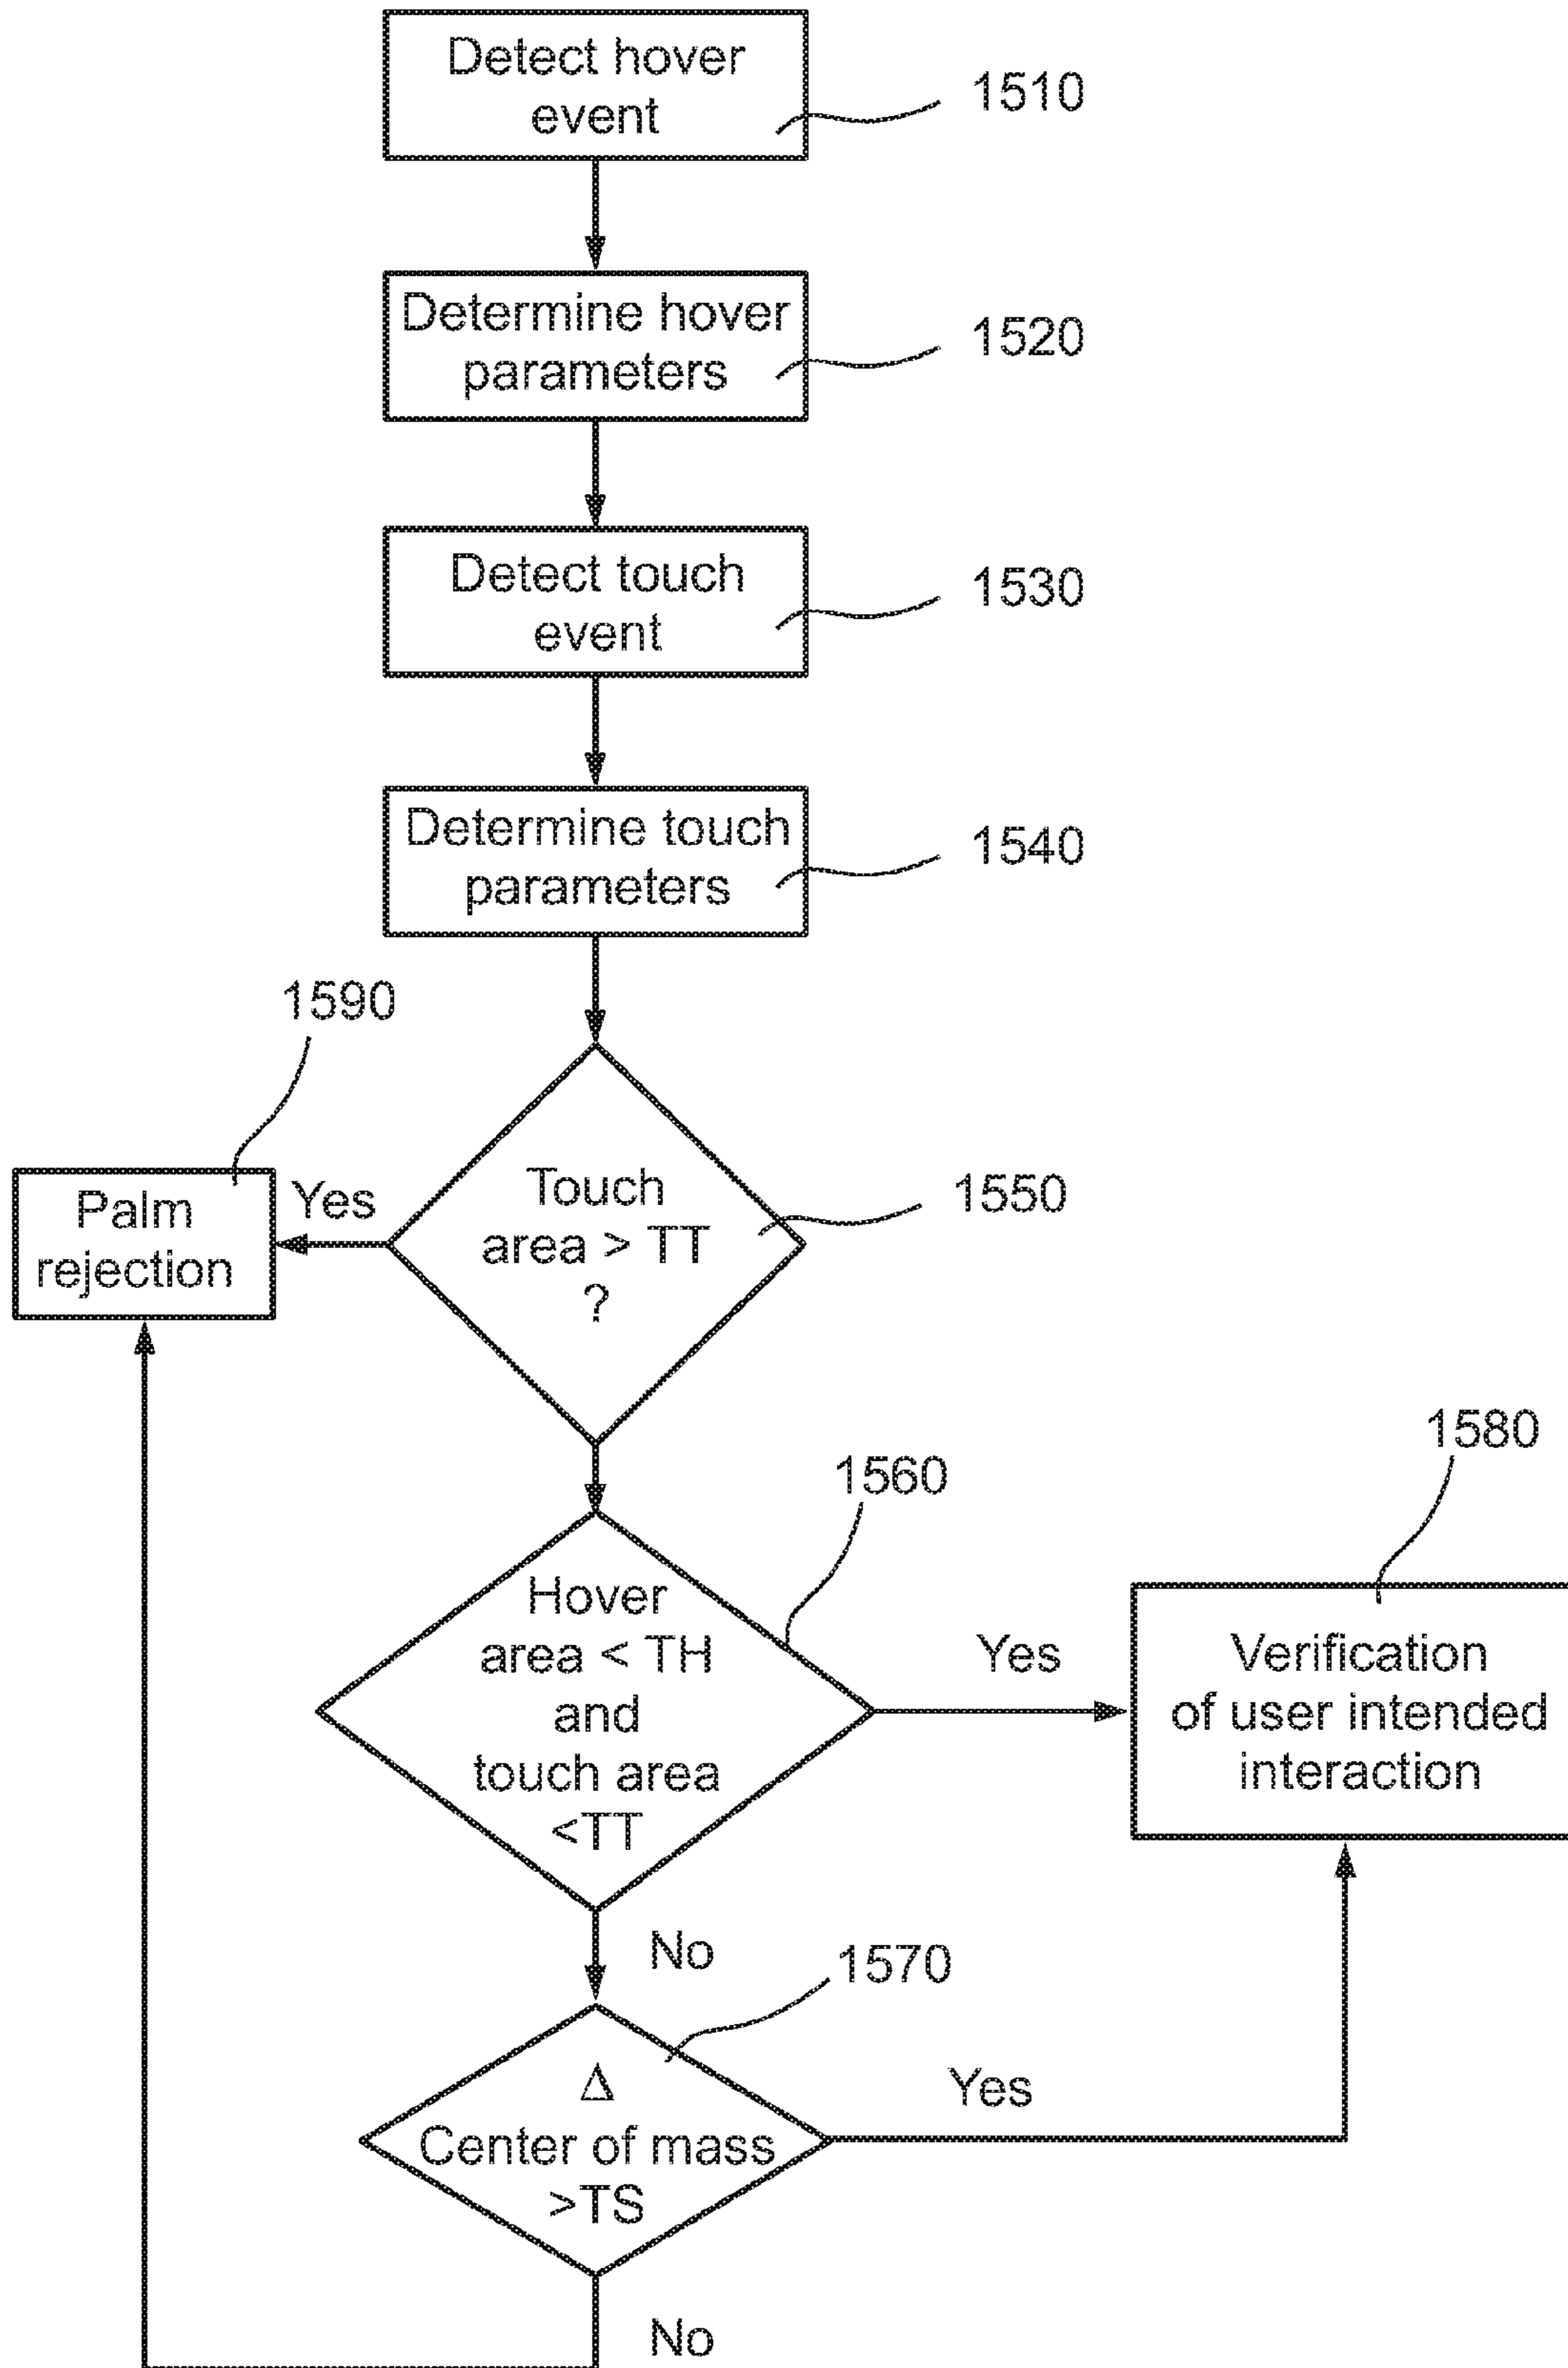 Detect hover
event
1510
Determine hover
parameters
1520
Detect touch
event
1530
Determine touch
parameters
1540
1590
Palm
rejection
Yes
Touch
area > TT
?
1550
1560
1580
Hover
area < TH
and
touch area
<TT
Yes
Verification
of user intended
interaction
No
1570
Δ
Center of mass
>TS
Yes
No